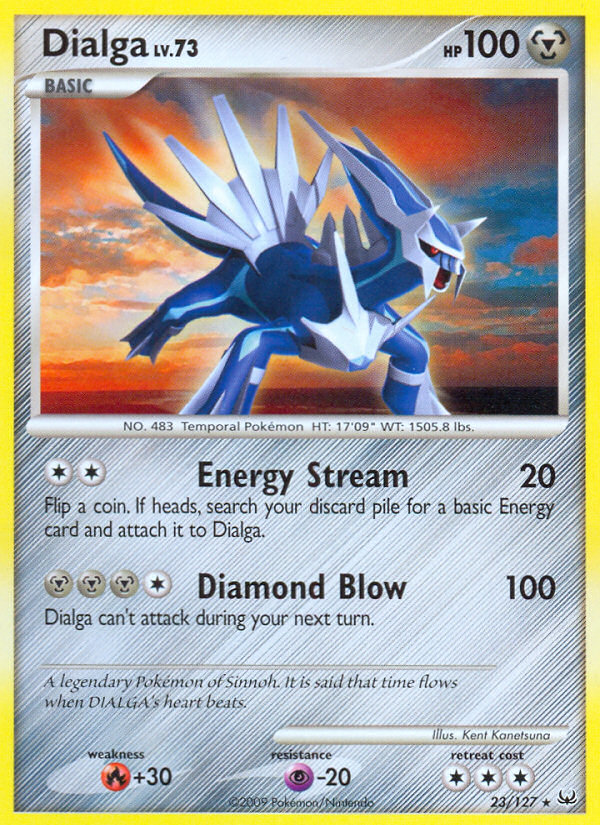 Dialga LV.73
HP 100
BASIC
NO. 483 Temporal Pokémon HT: 17'09" WT: 1505.8 lbs.
Energy Stream 20
Flip a coin. If heads, search your discard pile for a basic Energy
card and attach it to Dialga.
Diamond Blow 100
Dialga can't attack during your next turn.
A legendary Pokémon of Sinnoh. It is said that time flows
when DIALGA's heart beats.
Illus. Kent Kanetsuna
weakness resistance retreat cost
+30 -20
©2009 Pokémon/Nintendo 23/127 ★